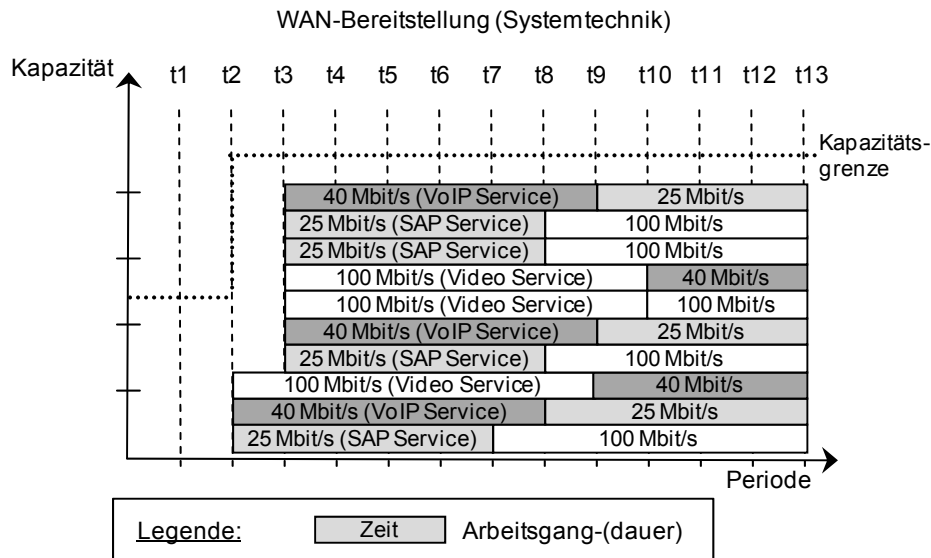 WAN-Bereitstellung (Systemtechnik)
Kapazität
t1 t2 t3 t4 t5 t6 t7 t8 t9 t10 t11 t12 t13
Kapazitäts-
grenze
40 Mbit/s (VoIP Service) 25 Mbit/s
25 Mbit/s (SAP Service) 100 Mbit/s
25 Mbit/s (SAP Service) 100 Mbit/s
100 Mbit/s (Video Service) 40 Mbit/s
100 Mbit/s (Video Service) 100 Mbit/s
40 Mbit/s (VoIP Service) 25 Mbit/s
25 Mbit/s (SAP Service) 100 Mbit/s
100 Mbit/s (Video Service) 40 Mbit/s
40 Mbit/s (VoIP Service) 25 Mbit/s
25 Mbit/s (SAP Service) 100 Mbit/s
Periode
Legende: Zeit Arbeitsgang-(dauer)